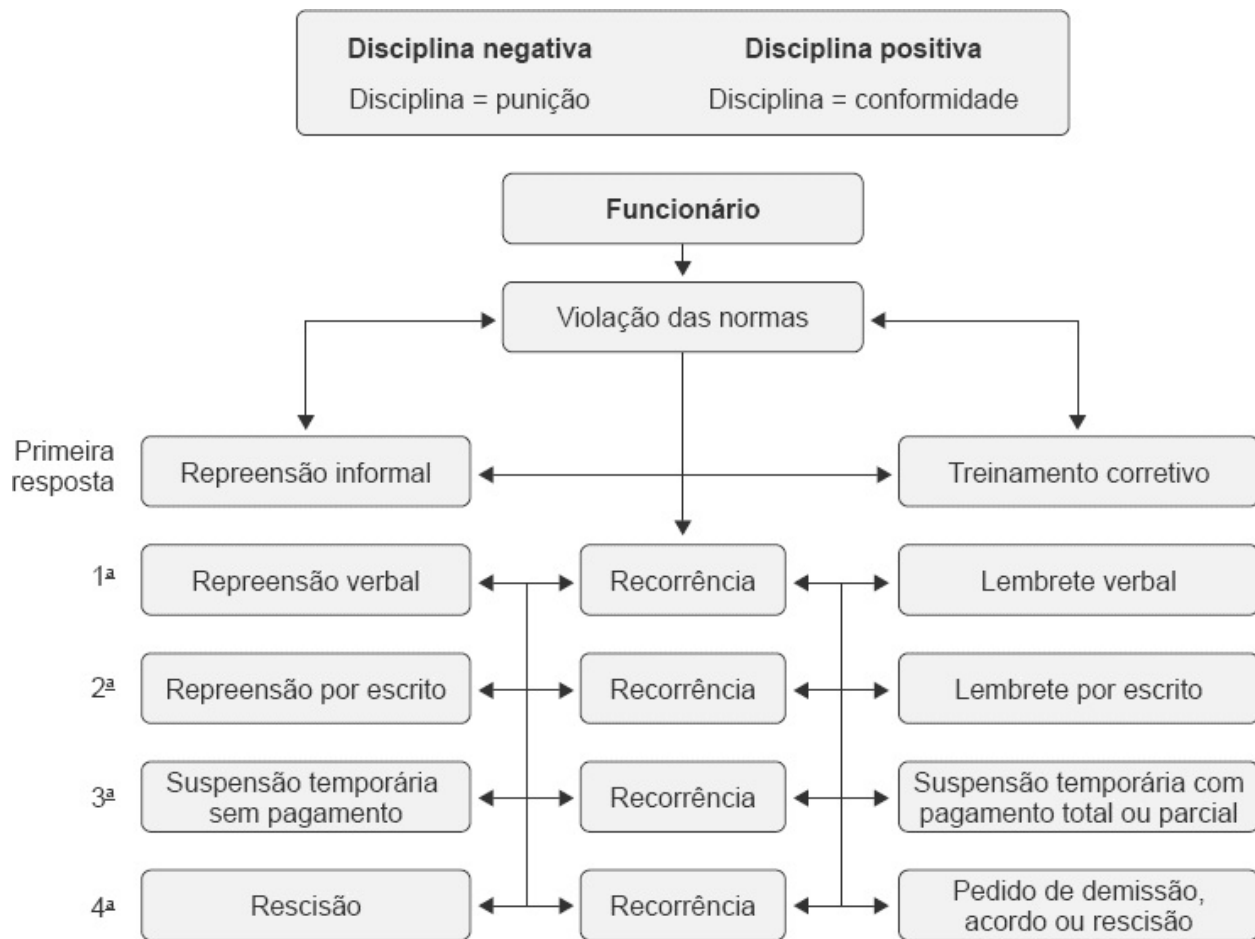 Disciplina negativa
Disciplina positiva
Disciplina = punição
Disciplina = conformidade
Funcionário
Violação das normas
Primeira
resposta
Repreensão informal
Treinamento corretivo
1ª
Repreensão verbal
Recorrência
Lembrete verbal
2ª
Repreensão por escrito
Recorrência
Lembrete por escrito
3ª
Suspensão temporária
sem pagamento
Recorrência
Suspensão temporária com
pagamento total ou parcial
4ª
Rescisão
Recorrência
Pedido de demissão,
acordo ou rescisão